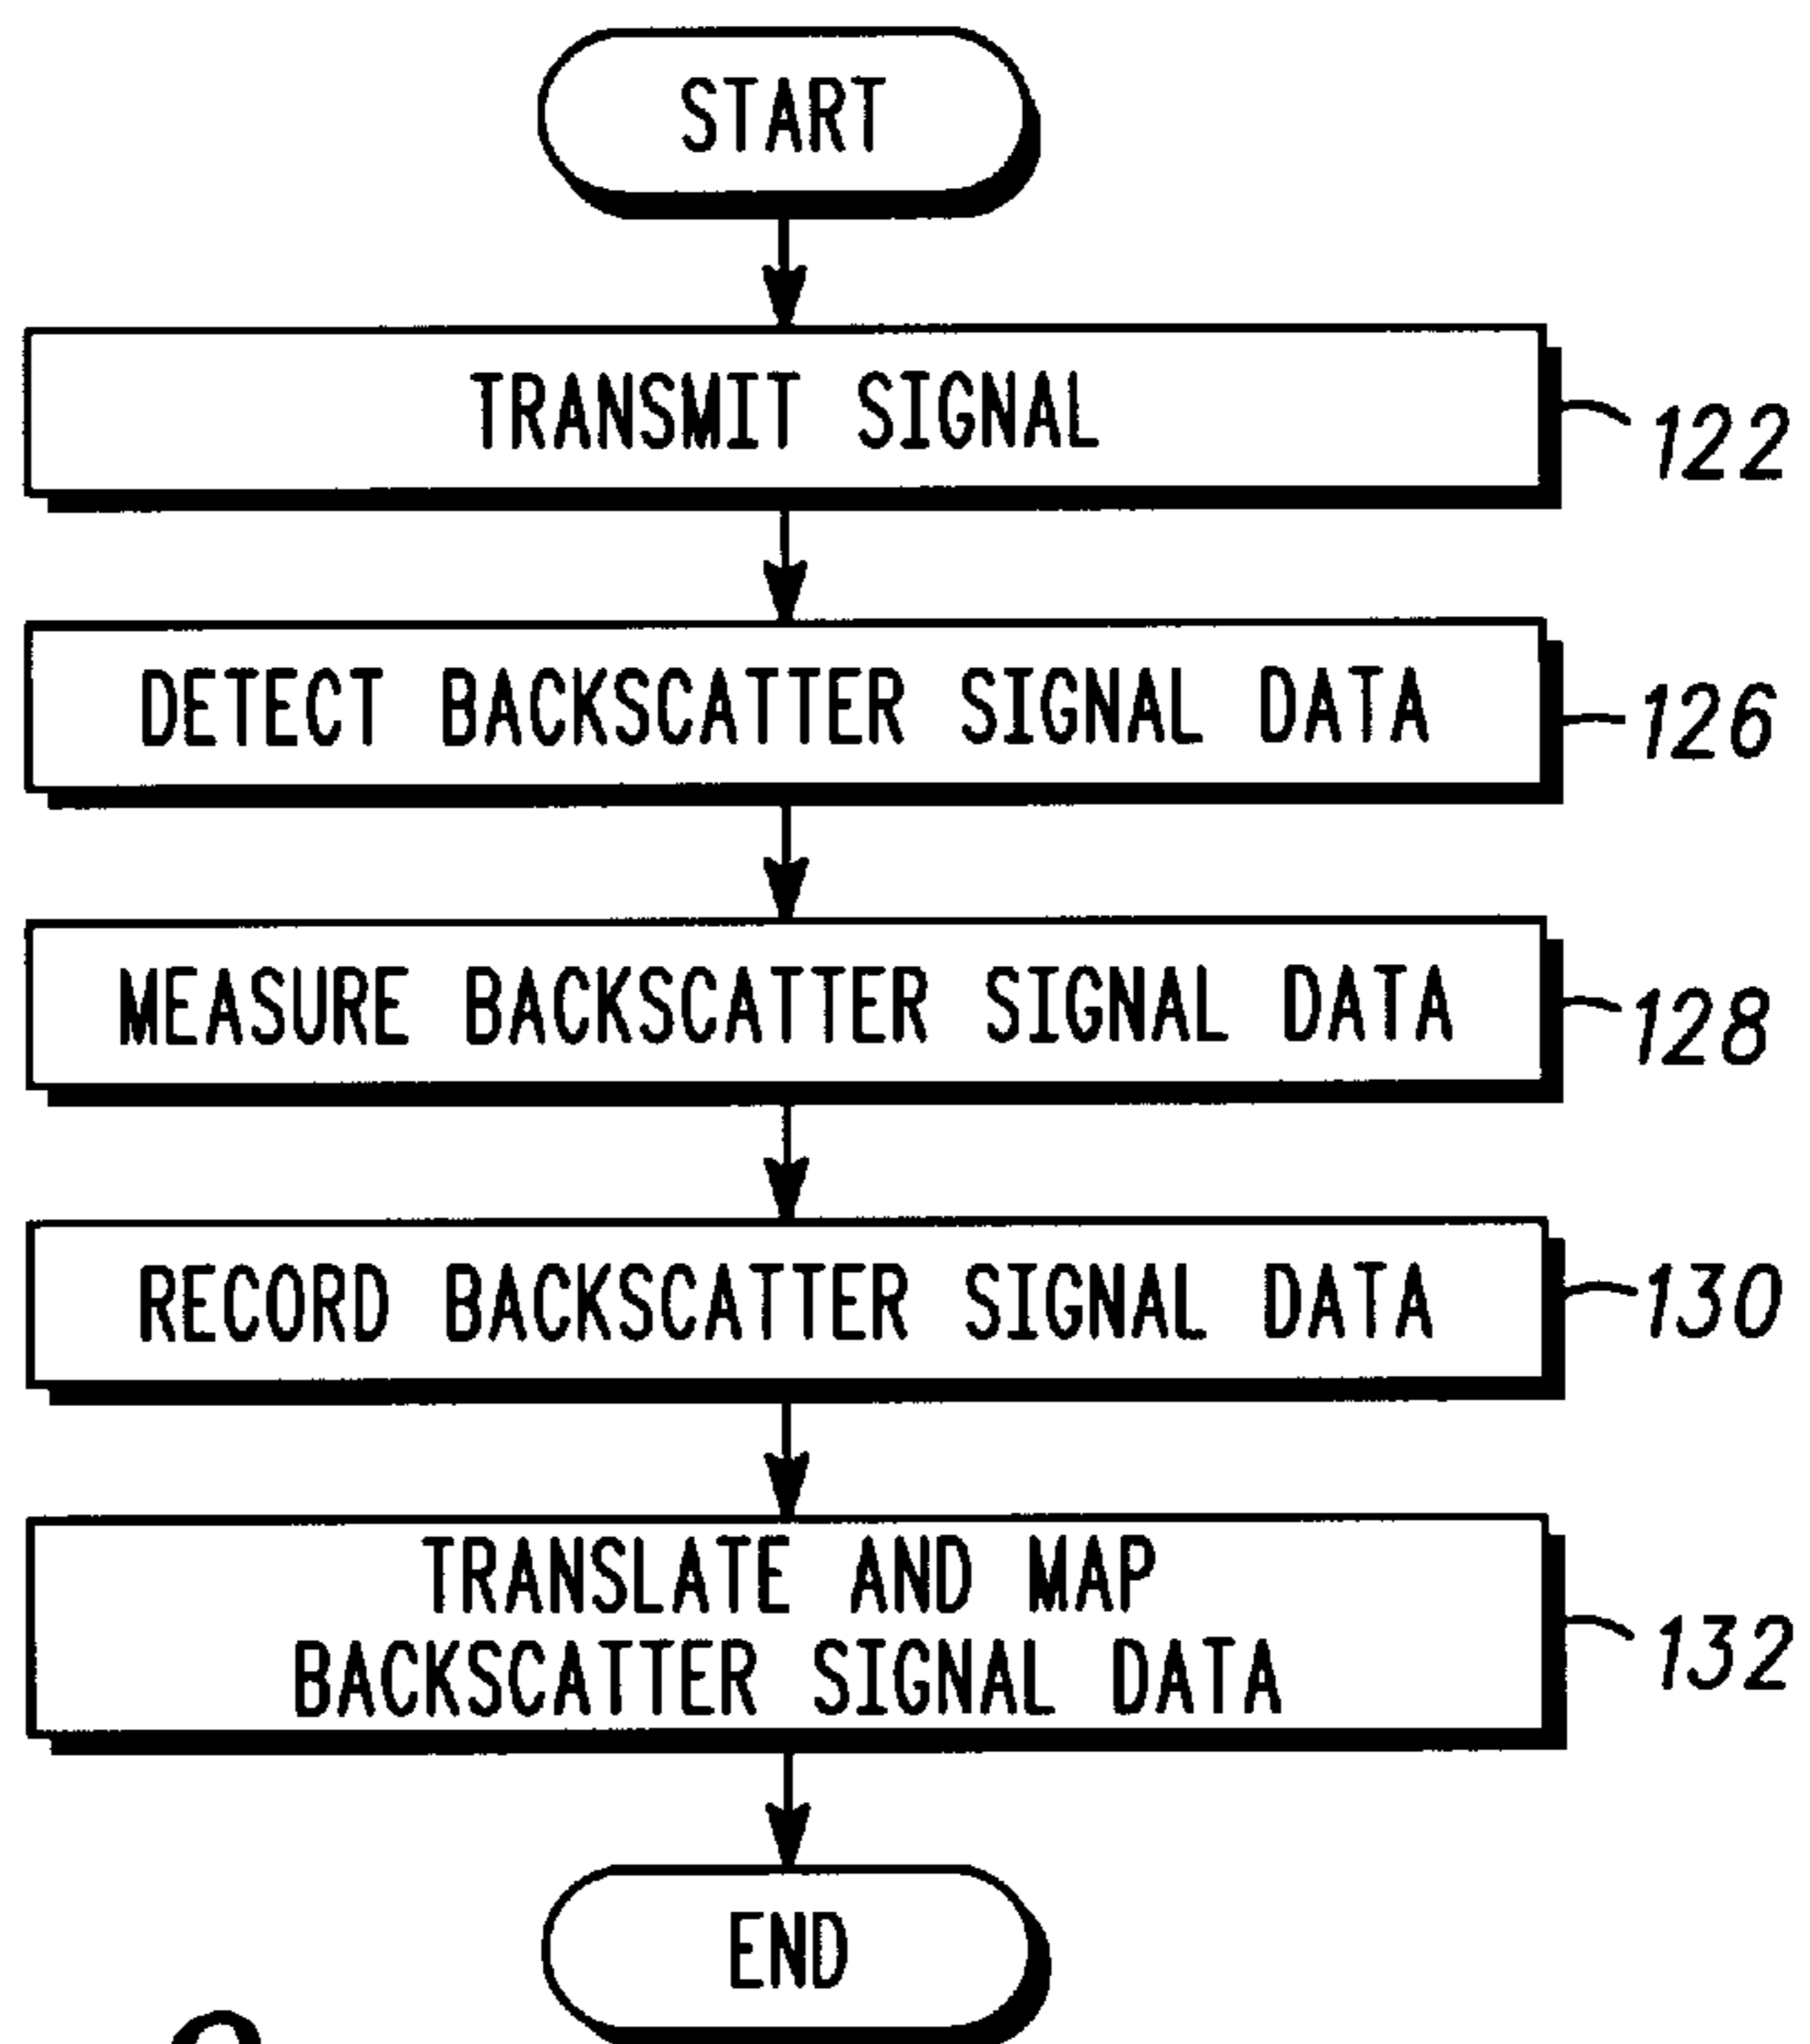 START
TRANSMIT SIGNAL
122
DETECT BACKSCATTER SIGNAL DATA
126
MEASURE BACKSCATTER SIGNAL DATA
128
RECORD BACKSCATTER SIGNAL DATA
130
TRANSLATE AND MAP
BACKSCATTER SIGNAL DATA
132
END